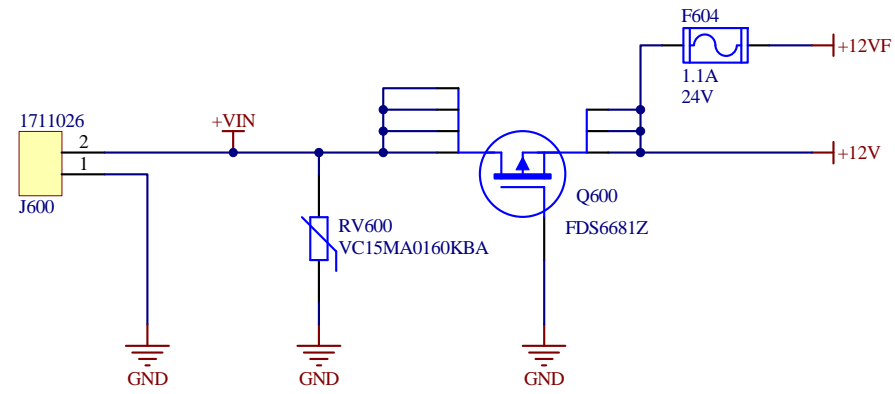 F604
+12VF
1.1A
24V
1711026
+VIN
2
+12V
1
J600
Q600
RV600
FDS6681Z
VC15MA0160KBA
GND
GND
GND